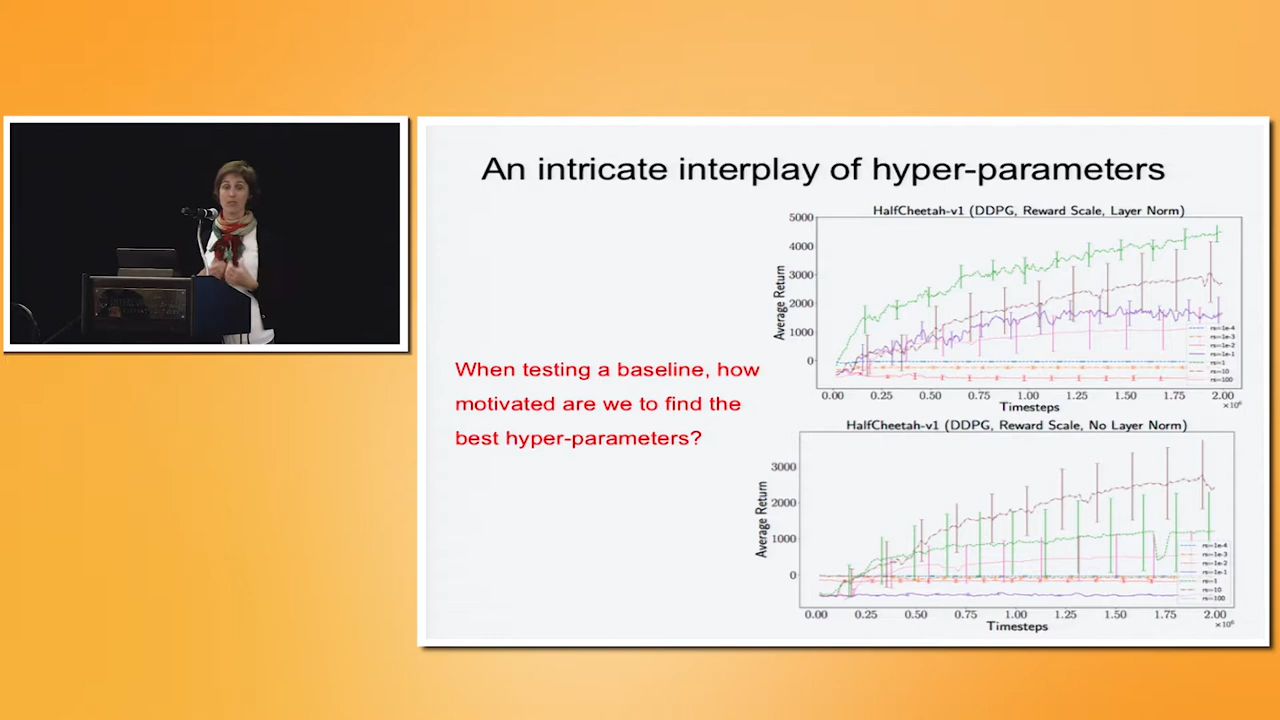 An intricate interplay of hyper-parameters
When testing a baseline, how
motivated are we to find the
best hyper-parameters?
HalfCheetah-v1 (DDPG, Reward Scale, Layer Norm)
5000
4000
3000
2000
1000
0
Average Return
rs=1e-4
rs=1e-3
rs=1e-2
rs=1e-1
rs=1
rs=10
rs=100
0.00 0.25 0.50 0.75 1.00 1.25 1.50 1.75 2.00
Timesteps
×10⁶
HalfCheetah-v1 (DDPG, Reward Scale, No Layer Norm)
3000
2000
1000
0
Average Return
rs=1e-4
rs=1e-3
rs=1e-2
rs=1e-1
rs=1
rs=10
rs=100
0.00 0.25 0.50 0.75 1.00 1.25 1.50 1.75 2.00
Timesteps
×10⁶